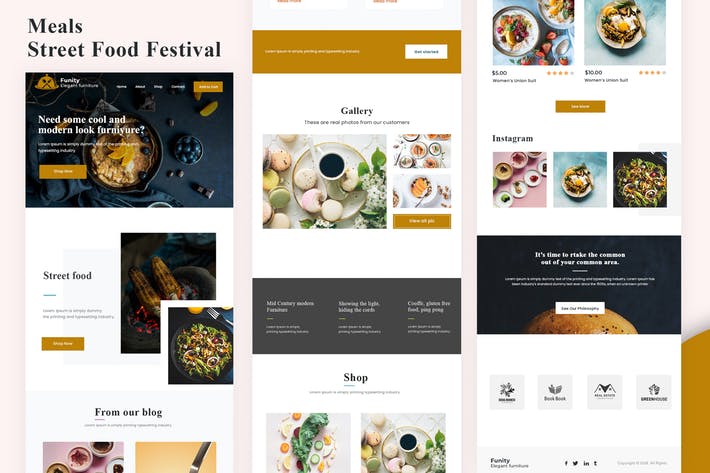 Meals
Street Food Festival
Funity
Elegant furniture
Home
About
Shop
Contact
Add to Cart
Need some cool and
modern look furniyure?
Lorem Ipsum is simply dummy text of the printing and
typesetting industry
Shop Now
Street food
Lorem Ipsum is simply dummy text of
the printing and typesetting industry.
Shop Now
From our blog
Lorem Ipsum is simply dummy printing typesetting industry
Read more
Read more
Lorem Ipsum is simply printing and typesetting industry
Get started
Gallery
These are real photos from our customers
View all pic
Mid Century modern
Furniture
Lorem Ipsum is simply
printing typesetting industry.
Showing the light,
hiding the cords
Lorem Ipsum is simply
printing typesetting industry.
Cooffe, gluten free
food, ping pong
Lorem Ipsum is simply
printing typesetting industry.
Shop
Lorem Ipsum is simply dummy printing typesetting industry
$5.00
Women's Union Suit
$10.00
Women's Union Suit
See More
Instagram
It's time to rtake the common
out of your common area.
Lorem Ipsum is simply dummy text of the printing and typesetting industry. Lorem Ipsum has
been industry's standard dummy text ever since the 1500s, when an unknown printer
See Our Philosophy
Book Book
REAL ESTATE
GREENHOUSE
Funity
Elegant furniture
All Rights